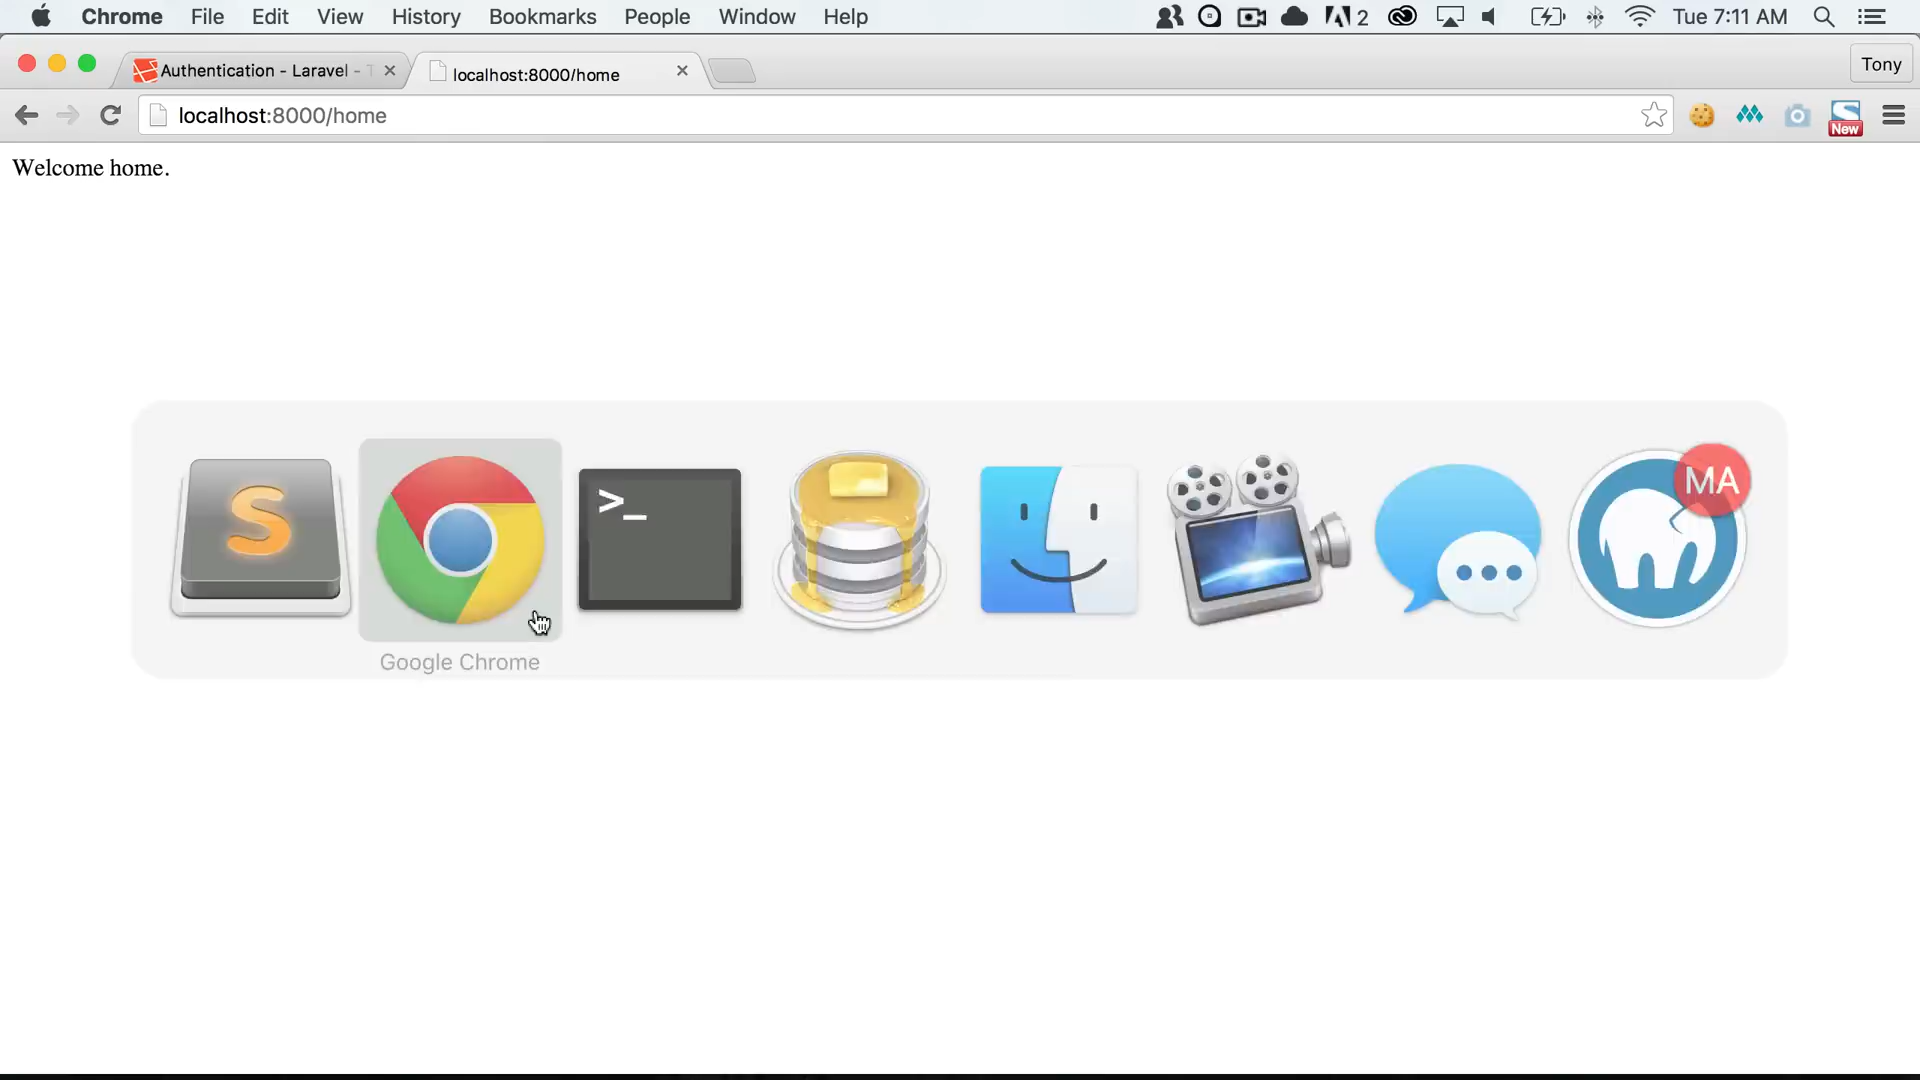 Chrome File Edit View History Bookmarks People Window Help 2 Tue 7:11 AM
Authentication - Laravel - T localhost:8000/home Tony
localhost:8000/home New
Welcome home.
S >_ MA
Google Chrome